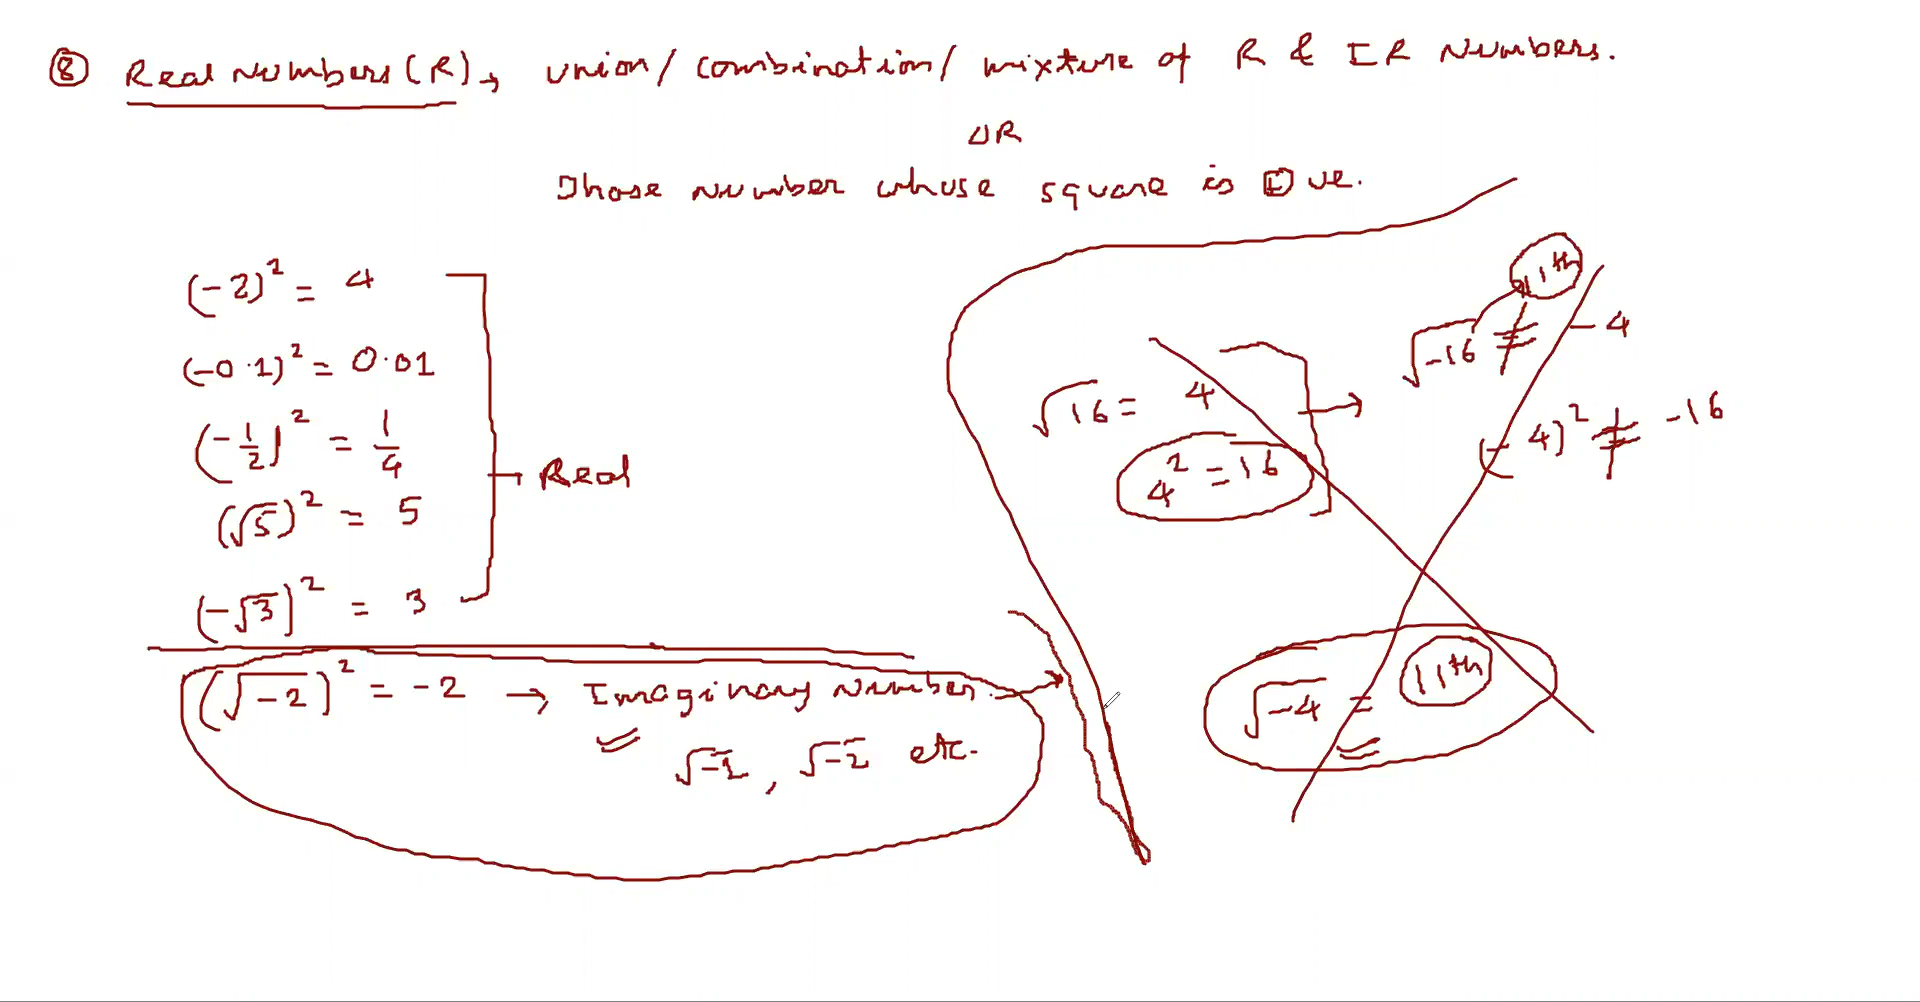 ⑧ Real Numbers (R) → Union / combination / mixture of R & IR Numbers.
OR
Those Number whose square is ⊞ ve.
(-2)² = 4
(-0.1)² = 0.01
(-1/2)² = 1/4
(√5)² = 5
(-√3)² = 3
→ Real
(√-2)² = -2 → Imaginary Number.
√-1, √-2 etc.
√16 = 4
4² = 16
11th
√-16 ≠ -4
(-4)² ≠ -16
√-4 = 11th